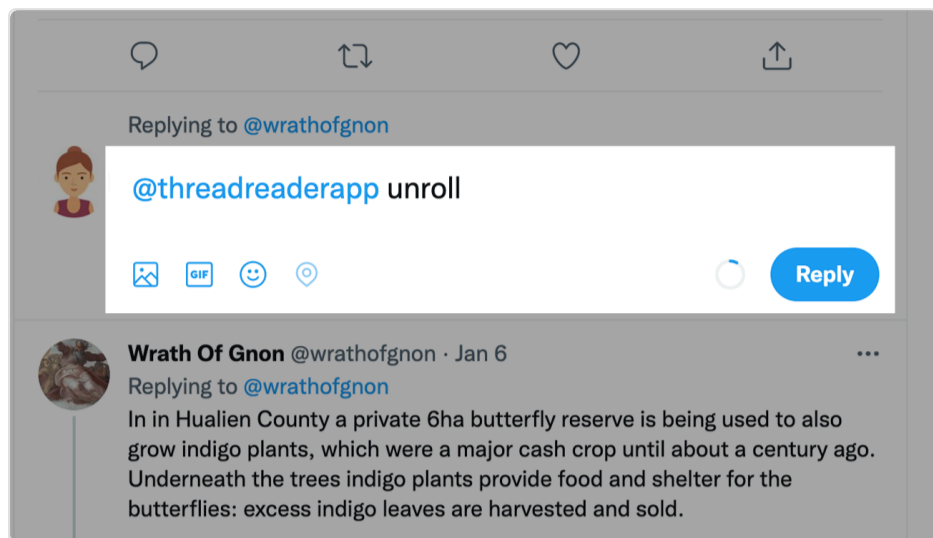 Replying to @wrathofgnon
@threadreaderapp unroll
GIF
Reply
Wrath Of Gnon @wrathofgnon · Jan 6
Replying to @wrathofgnon
In in Hualien County a private 6ha butterfly reserve is being used to also
grow indigo plants, which were a major cash crop until about a century ago.
Underneath the trees indigo plants provide food and shelter for the
butterflies: excess indigo leaves are harvested and sold.